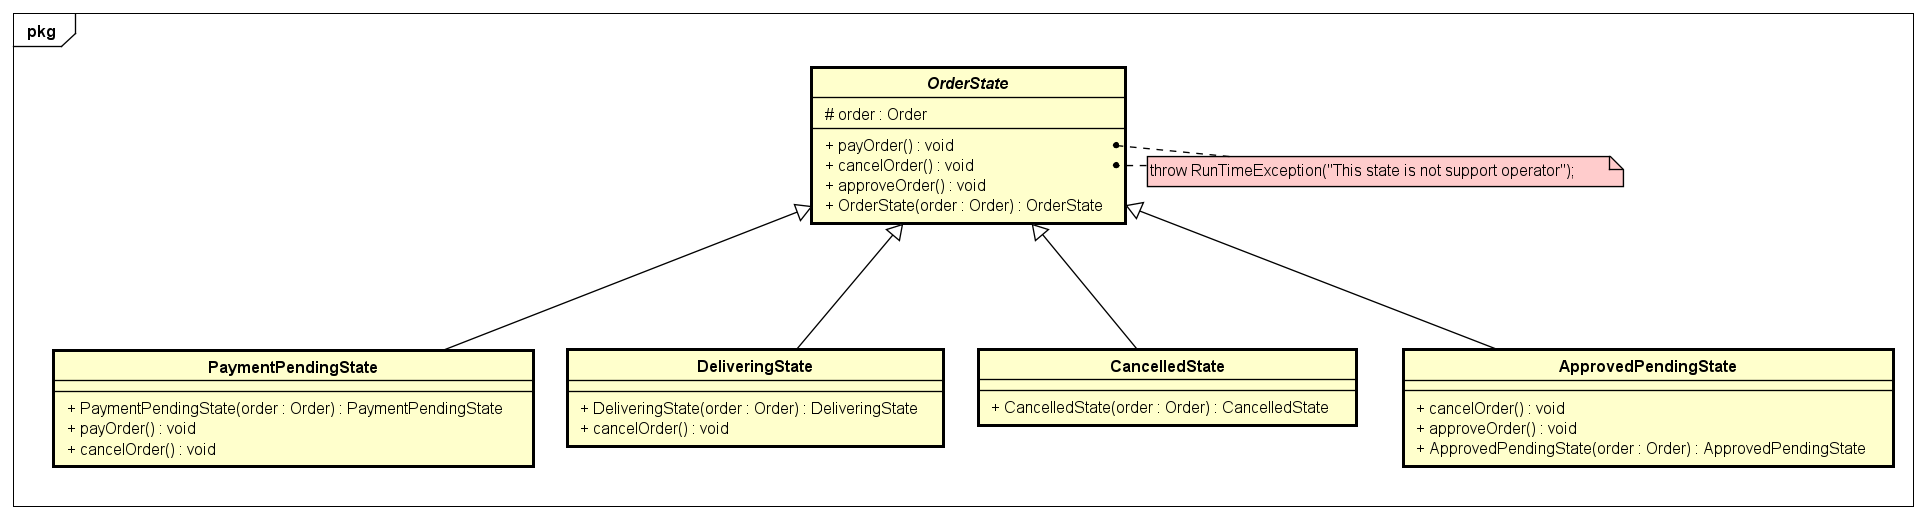 pkg
OrderState
# order : Order
+ payOrder() : void
+ cancelOrder() : void
+ approveOrder() : void
+ OrderState(order : Order) : OrderState
throw RunTimeException("This state is not support operator");
PaymentPendingState
+ PaymentPendingState(order : Order) : PaymentPendingState
+ payOrder() : void
+ cancelOrder() : void
DeliveringState
+ DeliveringState(order : Order) : DeliveringState
+ cancelOrder() : void
CancelledState
+ CancelledState(order : Order) : CancelledState
ApprovedPendingState
+ cancelOrder() : void
+ approveOrder() : void
+ ApprovedPendingState(order : Order) : ApprovedPendingState